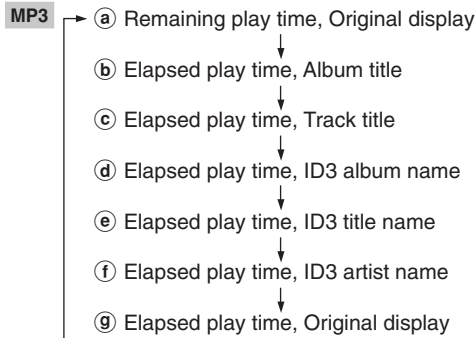 MP3 ⓐ Remaining play time, Original display
ⓑ Elapsed play time, Album title
ⓒ Elapsed play time, Track title
ⓓ Elapsed play time, ID3 album name
ⓔ Elapsed play time, ID3 title name
ⓕ Elapsed play time, ID3 artist name
ⓖ Elapsed play time, Original display